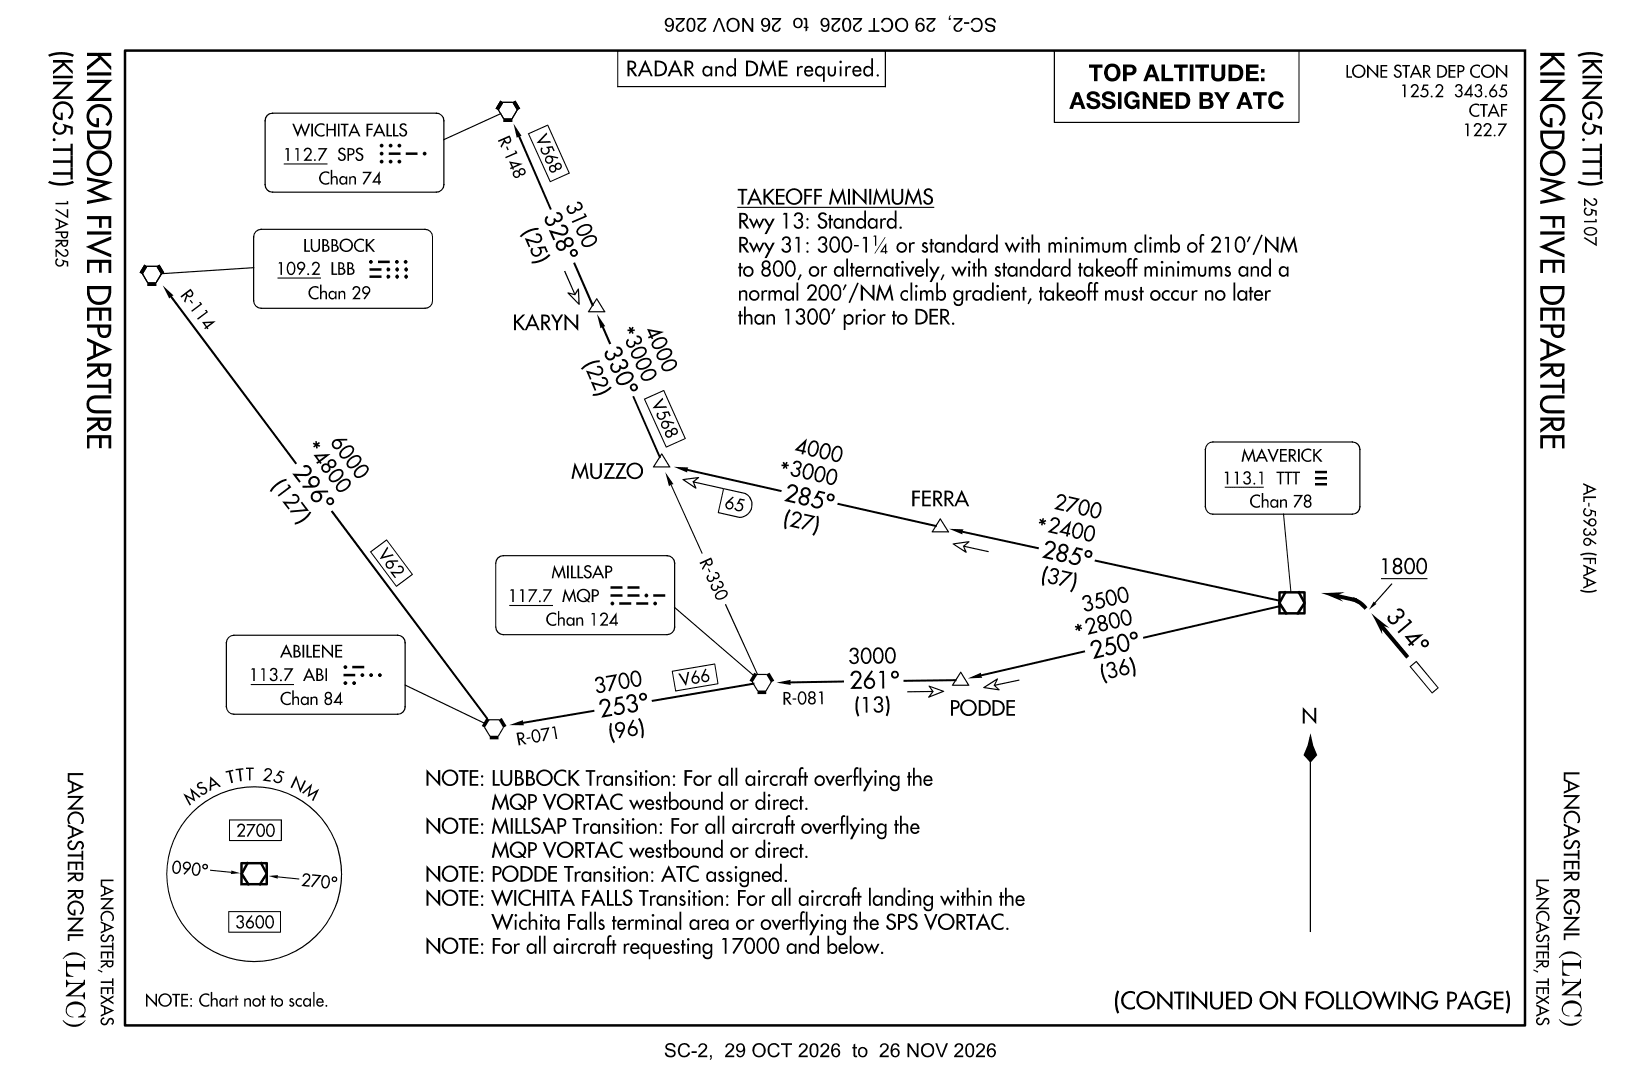 SC-2, 29 OCT 2026 to 26 NOV 2026
(KING5.TTT) 17APR25
KINGDOM FIVE DEPARTURE
LANCASTER RGNL (LNC)
LANCASTER, TEXAS
RADAR and DME required.
TOP ALTITUDE:
ASSIGNED BY ATC
LONE STAR DEP CON
125.2 343.65
CTAF
122.7
(KING5.TTT) 25107
KINGDOM FIVE DEPARTURE
AL-5936 (FAA)
LANCASTER RGNL (LNC)
LANCASTER, TEXAS
WICHITA FALLS
112.7 SPS
Chan 74
R-148
V568
3100
328°
(25)
KARYN
LUBBOCK
109.2 LBB
Chan 29
R-114
TAKEOFF MINIMUMS
Rwy 13: Standard.
Rwy 31: 300-1¼ or standard with minimum climb of 210'/NM
to 800, or alternatively, with standard takeoff minimums and a
normal 200'/NM climb gradient, takeoff must occur no later
than 1300' prior to DER.
4000
*3000
330°
(22)
V568
MUZZO
6000
*4800
296°
(127)
V62
4000
*3000
285°
(27)
65
FERRA
2700
*2400
285°
(37)
MAVERICK
113.1 TTT
Chan 78
1800
314°
R-330
MILLSAP
117.7 MQP
Chan 124
3500
*2800
250°
(36)
ABILENE
113.7 ABI
Chan 84
R-071
3700
253°
(96)
V66
R-081
3000
261°
(13)
PODDE
N
MSA TTT 25 NM
2700
090°
270°
3600
NOTE: LUBBOCK Transition: For all aircraft overflying the
MQP VORTAC westbound or direct.
NOTE: MILLSAP Transition: For all aircraft overflying the
MQP VORTAC westbound or direct.
NOTE: PODDE Transition: ATC assigned.
NOTE: WICHITA FALLS Transition: For all aircraft landing within the
Wichita Falls terminal area or overflying the SPS VORTAC.
NOTE: For all aircraft requesting 17000 and below.
NOTE: Chart not to scale.
(CONTINUED ON FOLLOWING PAGE)
SC-2, 29 OCT 2026 to 26 NOV 2026